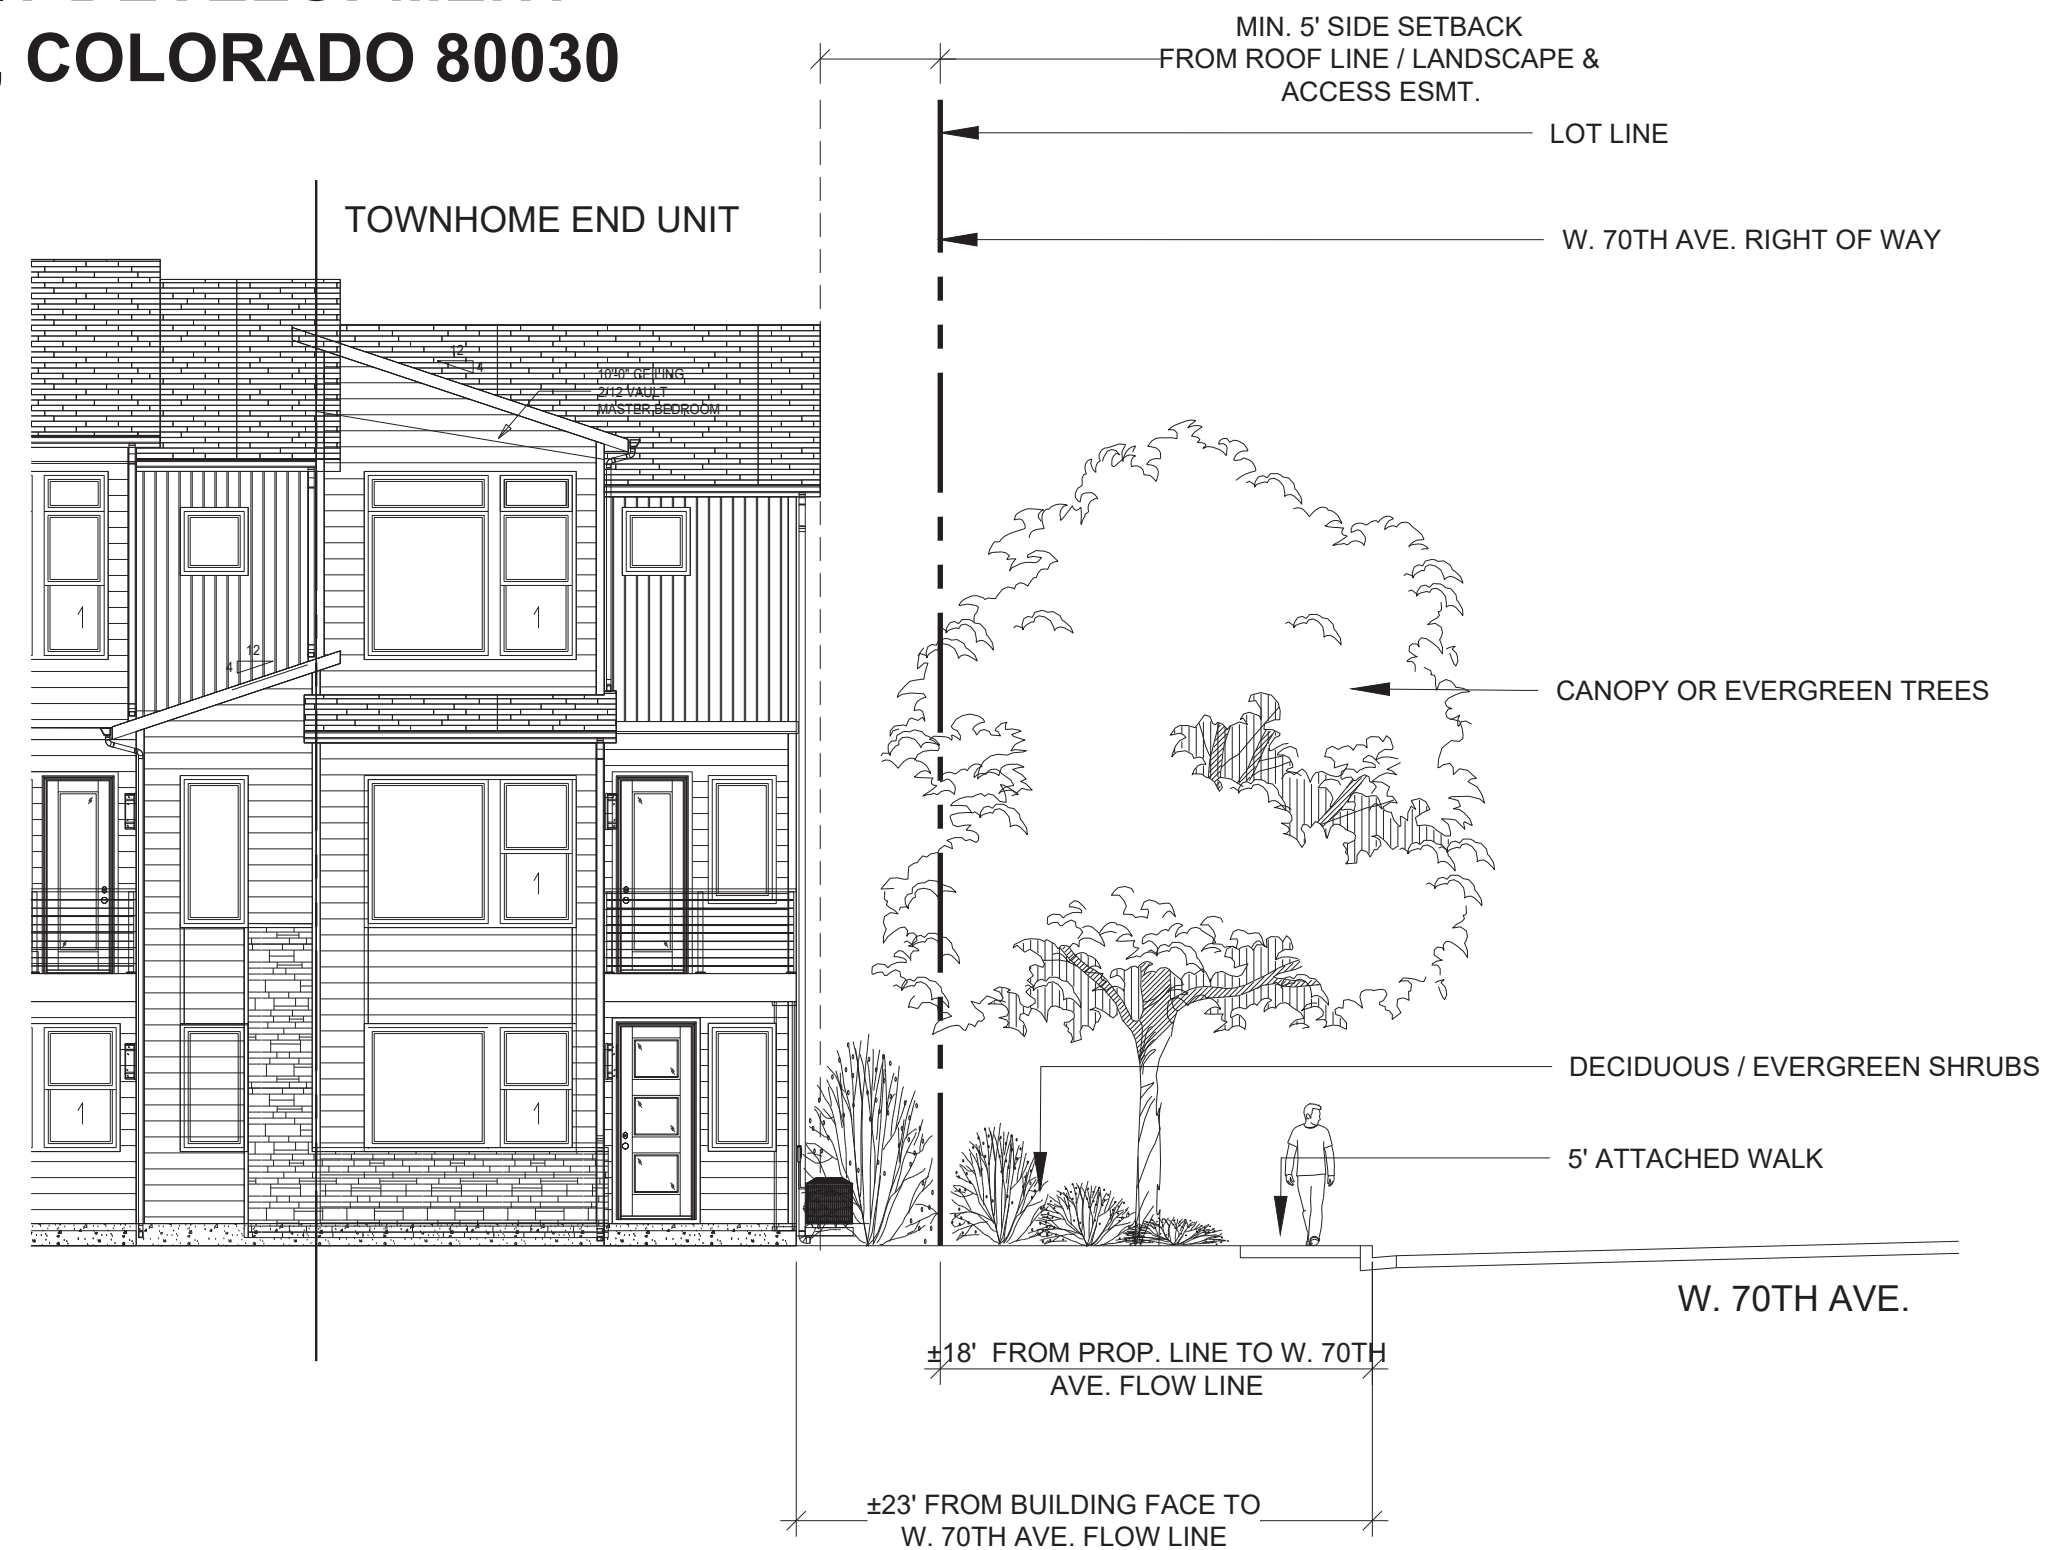 , COLORADO 80030
MIN. 5' SIDE SETBACK
FROM ROOF LINE / LANDSCAPE &
ACCESS ESMT.
LOT LINE
TOWNHOME END UNIT
W. 70TH AVE. RIGHT OF WAY
12
4
10'-0" CEILING
2/12 VAULT
MASTER BEDROOM
1
1
12
4
CANOPY OR EVERGREEN TREES
1
DECIDUOUS / EVERGREEN SHRUBS
1
1
5' ATTACHED WALK
W. 70TH AVE.
±18' FROM PROP. LINE TO W. 70TH
AVE. FLOW LINE
±23' FROM BUILDING FACE TO
W. 70TH AVE. FLOW LINE